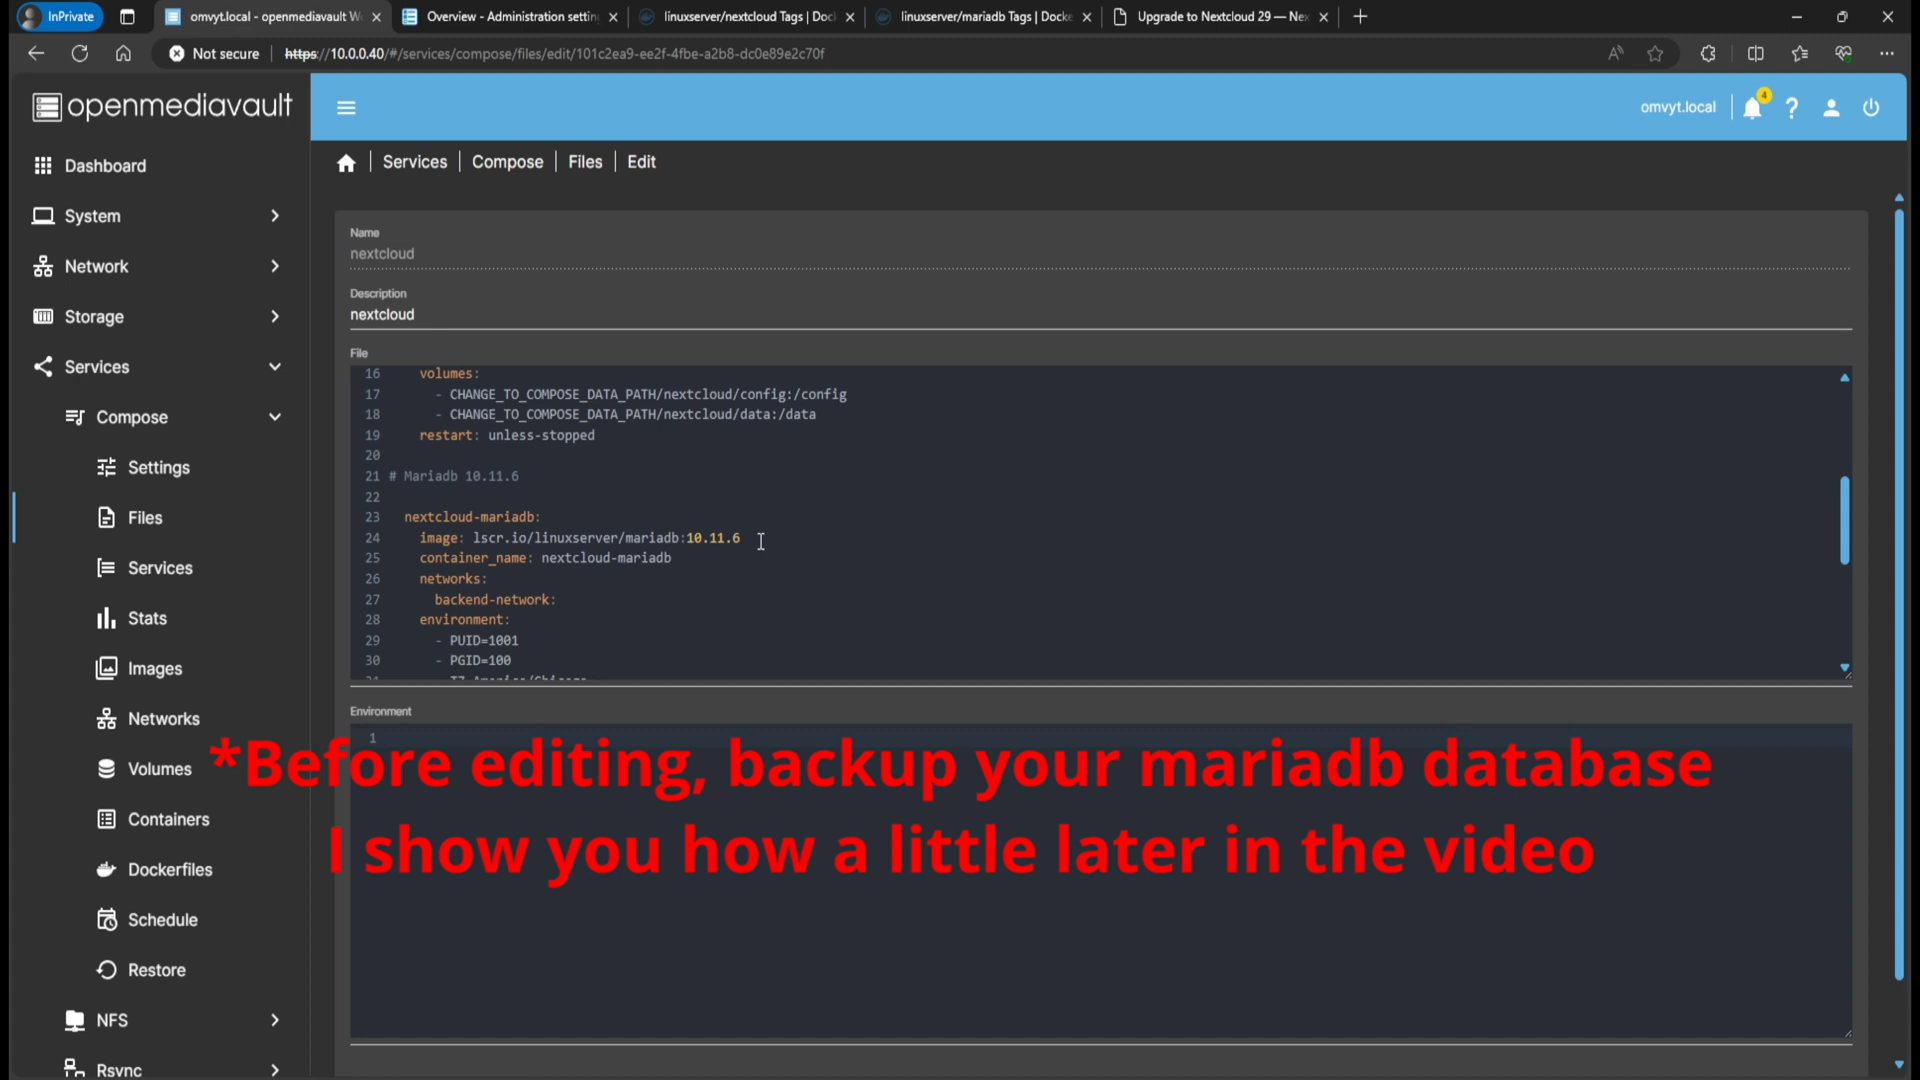 InPrivate
omvyt.local - openmediavault W
Overview - Administration settin
linuxserver/nextcloud Tags | Doc
linuxserver/mariadb Tags | Docke
Upgrade to Nextcloud 29 — Nex
Not secure
https://10.0.0.40/#/services/compose/files/edit/101c2ea9-ee2f-4fbe-a2b8-dc0e89e2c70f
openmediavault
omvyt.local
4
?
Dashboard
System
Network
Storage
Services
Compose
Settings
Files
Services
Stats
Images
Networks
Volumes
Containers
Dockerfiles
Schedule
Restore
NFS
Rsync
Services | Compose | Files | Edit
Name
nextcloud
Description
nextcloud
File
16 volumes:
17 - CHANGE_TO_COMPOSE_DATA_PATH/nextcloud/config:/config
18 - CHANGE_TO_COMPOSE_DATA_PATH/nextcloud/data:/data
19 restart: unless-stopped
20
21 # Mariadb 10.11.6
22
23 nextcloud-mariadb:
24 image: lscr.io/linuxserver/mariadb:10.11.6
25 container_name: nextcloud-mariadb
26 networks:
27 backend-network:
28 environment:
29 - PUID=1001
30 - PGID=100
Environment
1
*Before editing, backup your mariadb database
I show you how a little later in the video